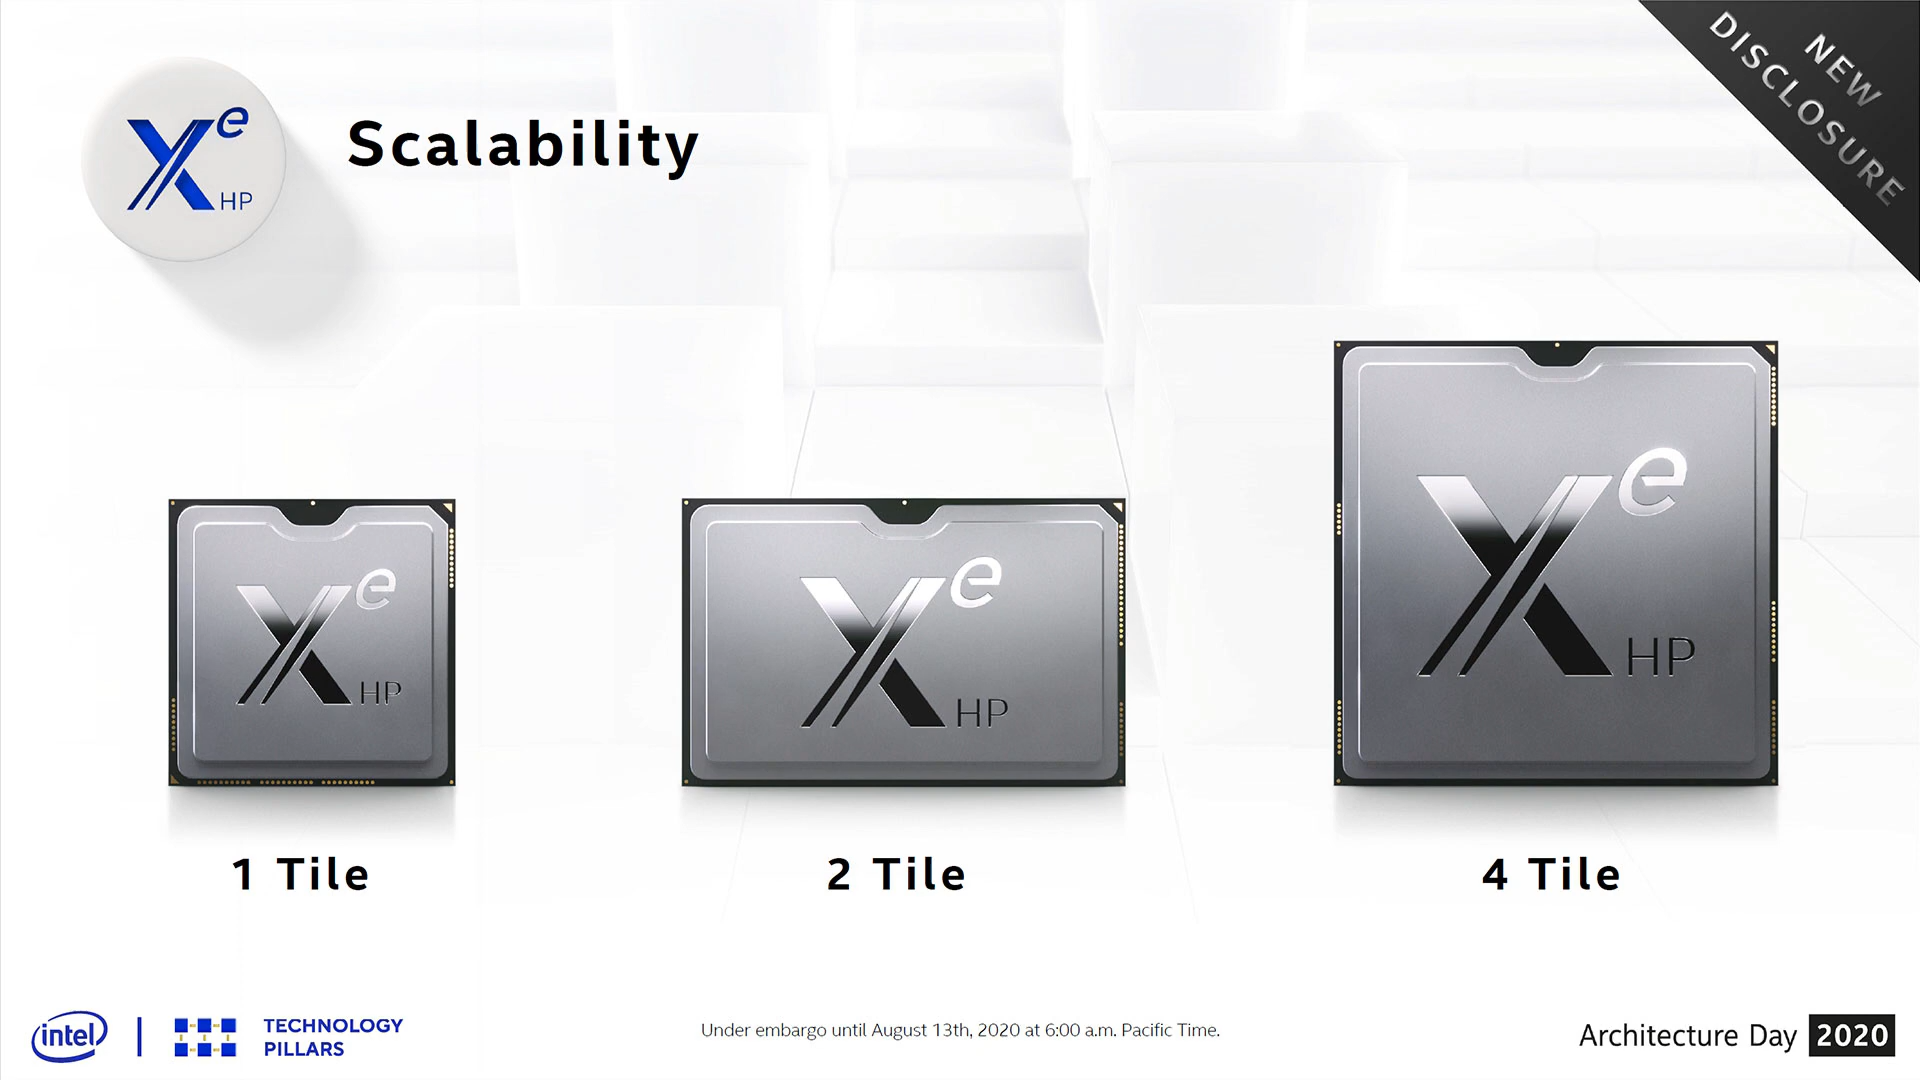 NEW
DISCLOSURE
Xe HP
Scalability
Xe HP
Xe HP
Xe HP
1 Tile
2 Tile
4 Tile
intel
TECHNOLOGY
PILLARS
Under embargo until August 13th, 2020 at 6:00 a.m. Pacific Time.
Architecture Day 2020